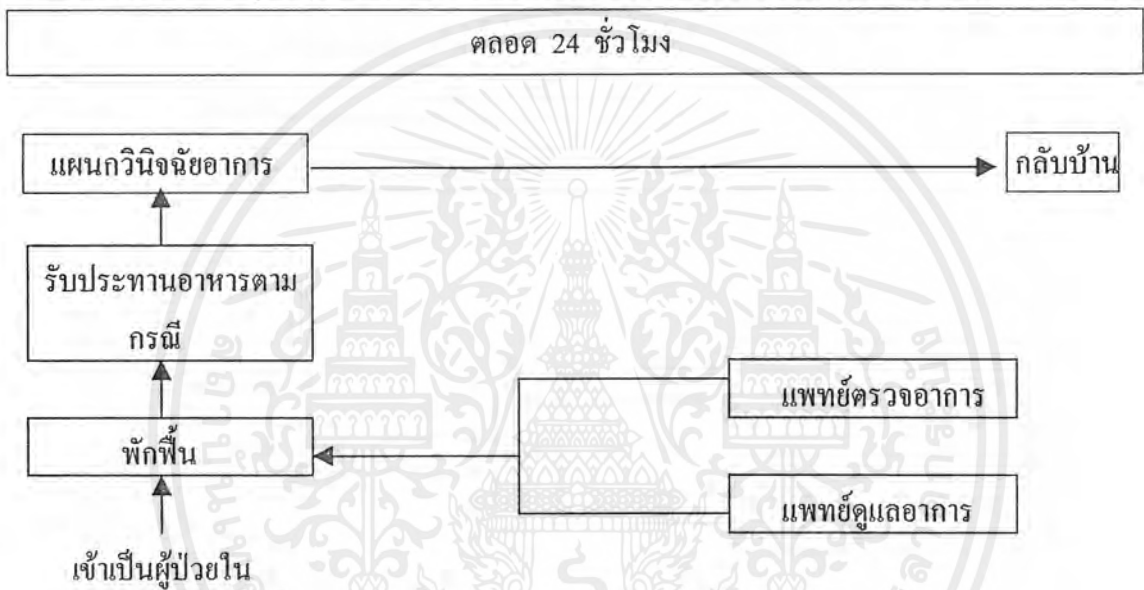 ตลอด 24 ชั่วโมง
แผนกวินิจฉัยอาการ
กลับบ้าน
รับประทานอาหารตาม
กรณี
แพทย์ตรวจอาการ
พักฟื้น
แพทย์ดูแลอาการ
เข้าเป็นผู้ป่วยใน